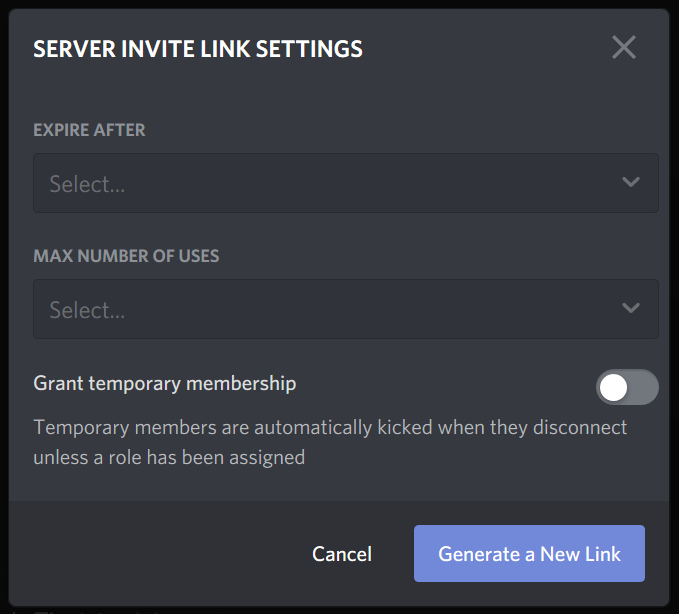 SERVER INVITE LINK SETTINGS
EXPIRE AFTER
Select...
MAX NUMBER OF USES
Select...
Grant temporary membership
Temporary members are automatically kicked when they disconnect
unless a role has been assigned
Cancel
Generate a New Link